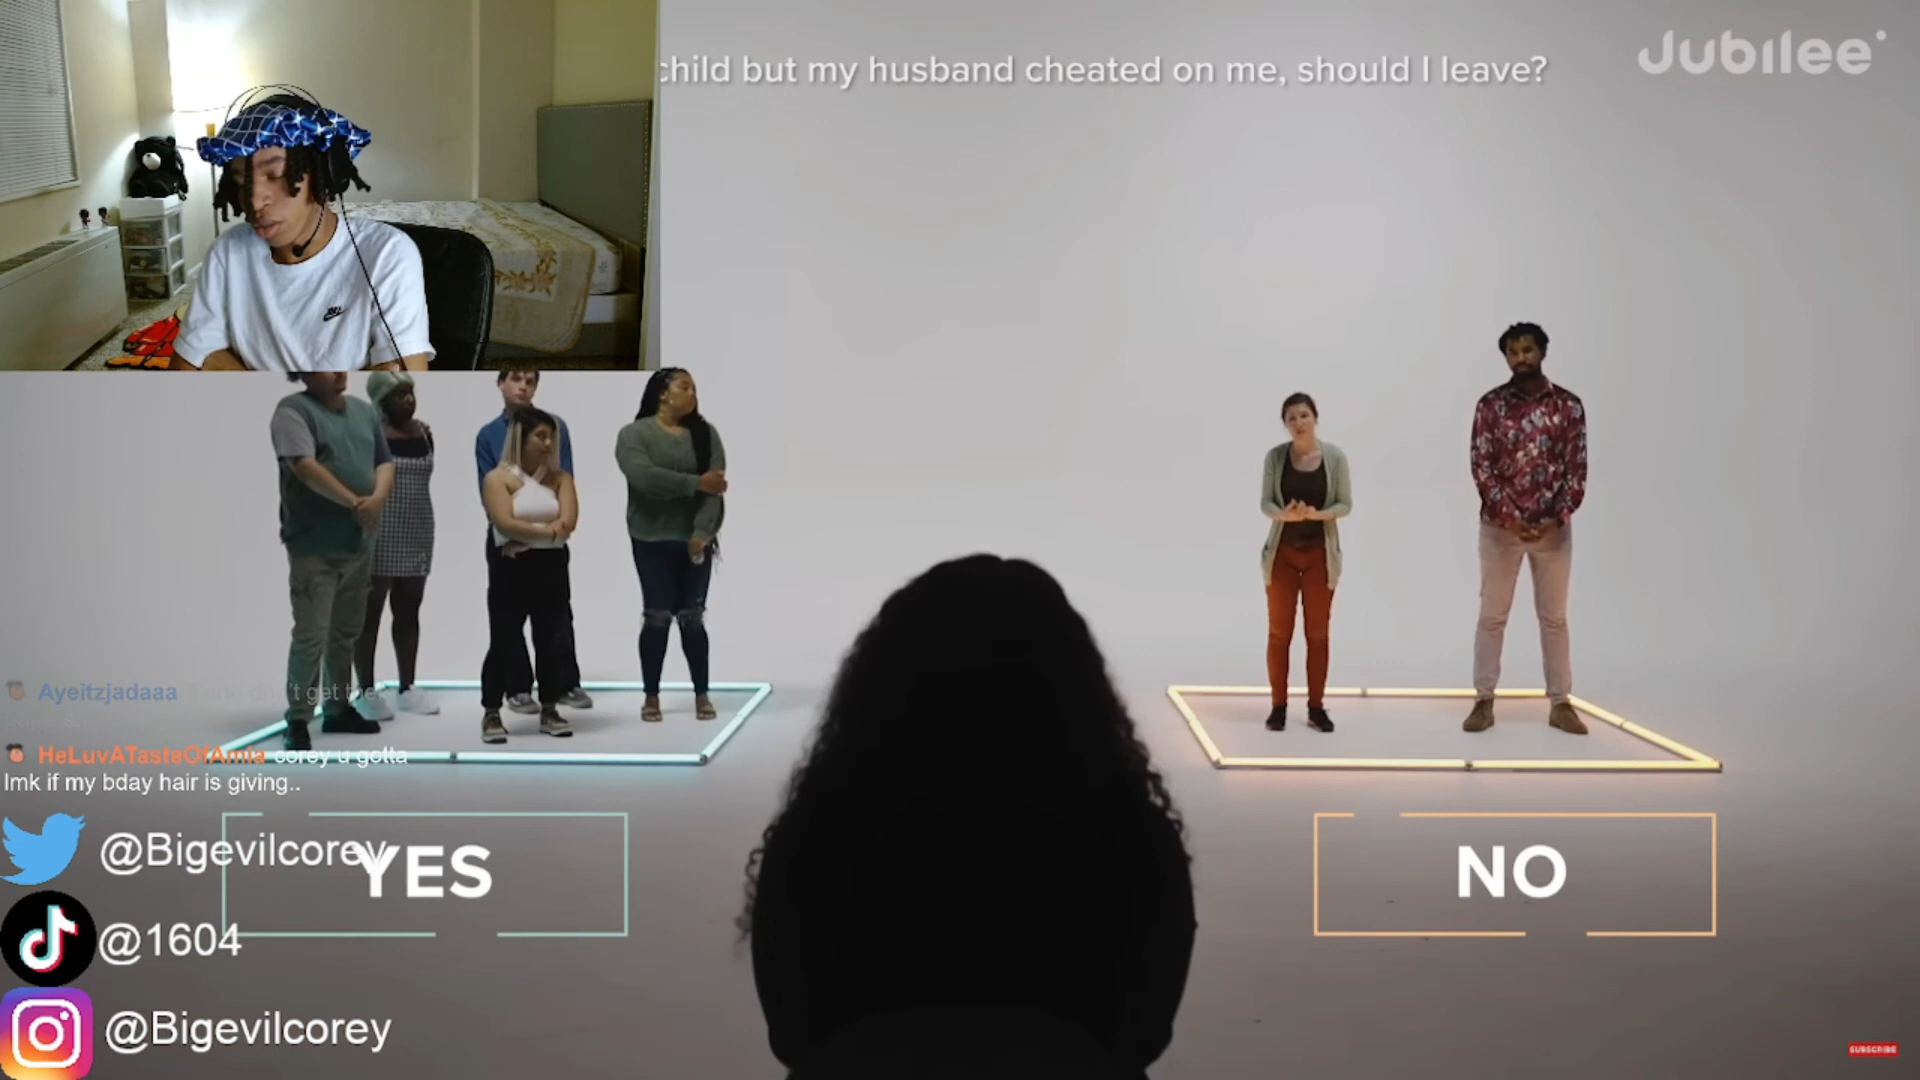 child but my husband cheated on me, should I leave?
Jubilee
Ayeitzjadaaa
HeLuvATasteOfAmia corey u gotta
lmk if my bday hair is giving..
@Bigevilcorey
YES
NO
@1604
@Bigevilcorey
SUBSCRIBE